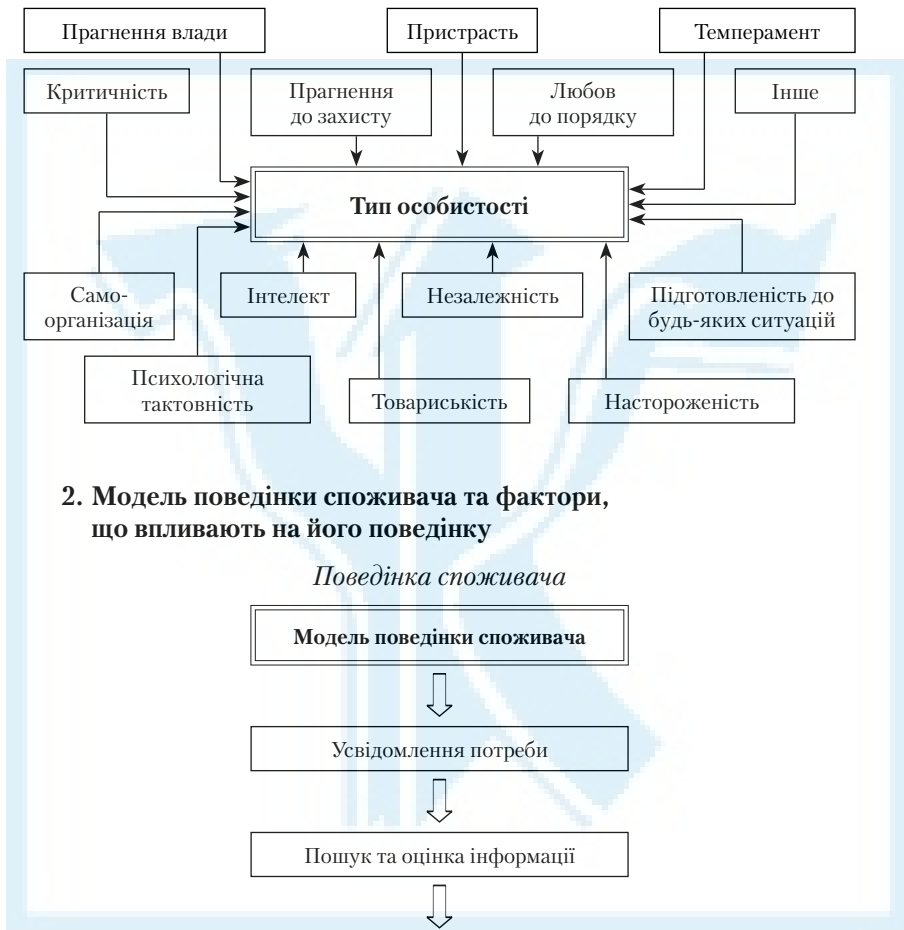 Прагнення влади
Пристрасть
Темперамент
Критичність
Прагнення
до захисту
Любов
до порядку
Інше
Тип особистості
Само-
організація
Інтелект
Незалежність
Підготовленість до
будь-яких ситуацій
Психологічна
тактовність
Товариськість
Настороженість
2. Модель поведінки споживача та фактори,
що впливають на його поведінку
Поведінка споживача
Модель поведінки споживача
Усвідомлення потреби
Пошук та оцінка інформації